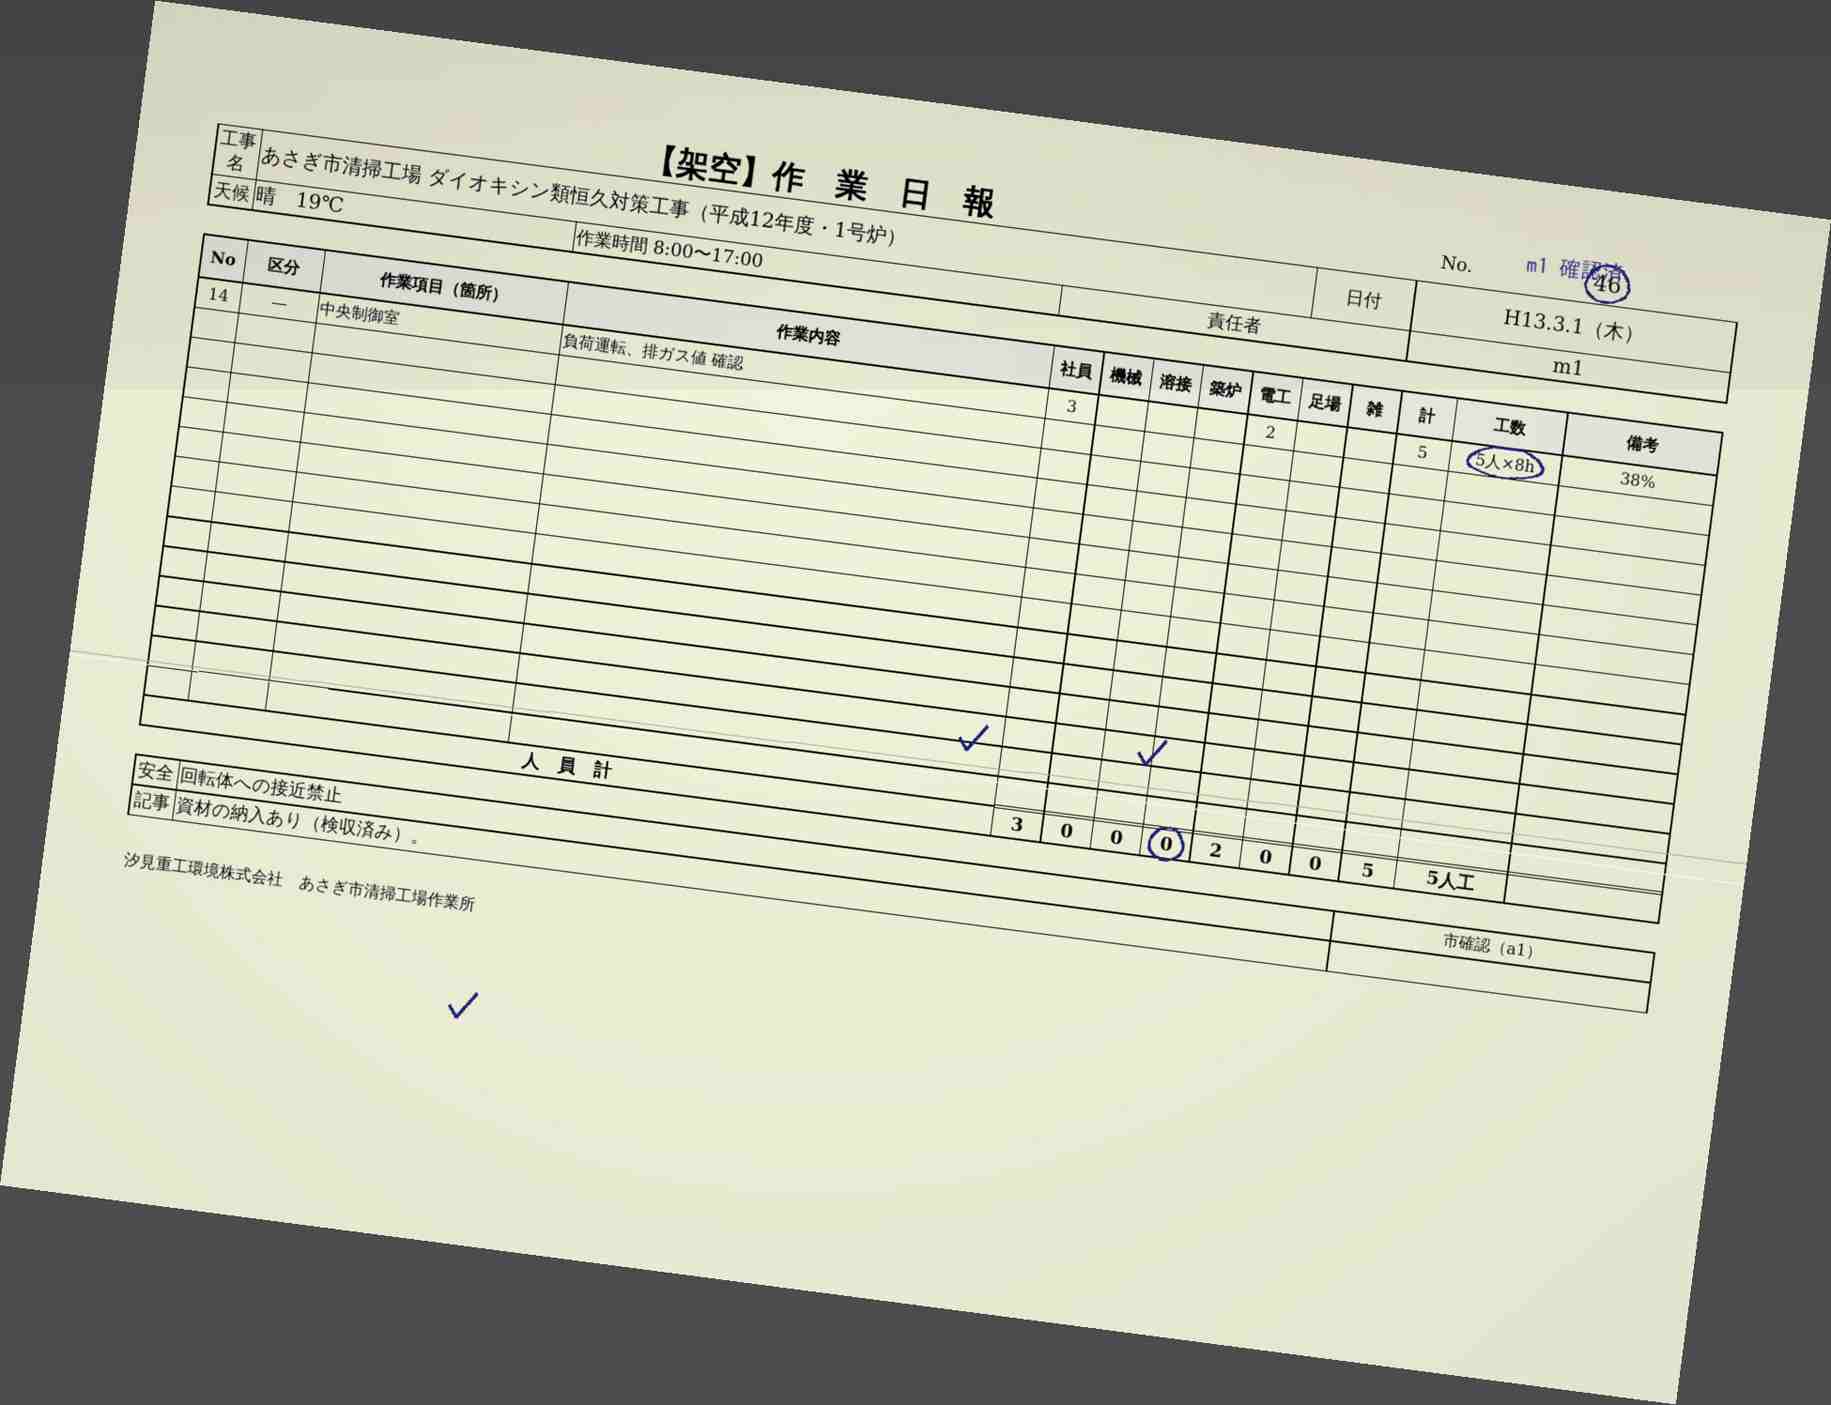 【架空】作 業 日 報
No. 46
m1 確認済
工事名 あさぎ市清掃工場 ダイオキシン類恒久対策工事（平成12年度・1号炉） 日付 H13.3.1（木）
天候 晴 19℃ 作業時間 8:00〜17:00 責任者 m1
No 区分 作業項目（箇所） 作業内容 社員 機械 溶接 築炉 電工 足場 雑 計 工数 備考
14 — 中央制御室 負荷運転、排ガス値 確認 3 2 5 5人×8h 38%
人 員 計 3 0 0 0 2 0 0 5 5人工
安全 回転体への接近禁止 市確認（a1）
記事 資材の納入あり（検収済み）。
汐見重工環境株式会社 あさぎ市清掃工場作業所